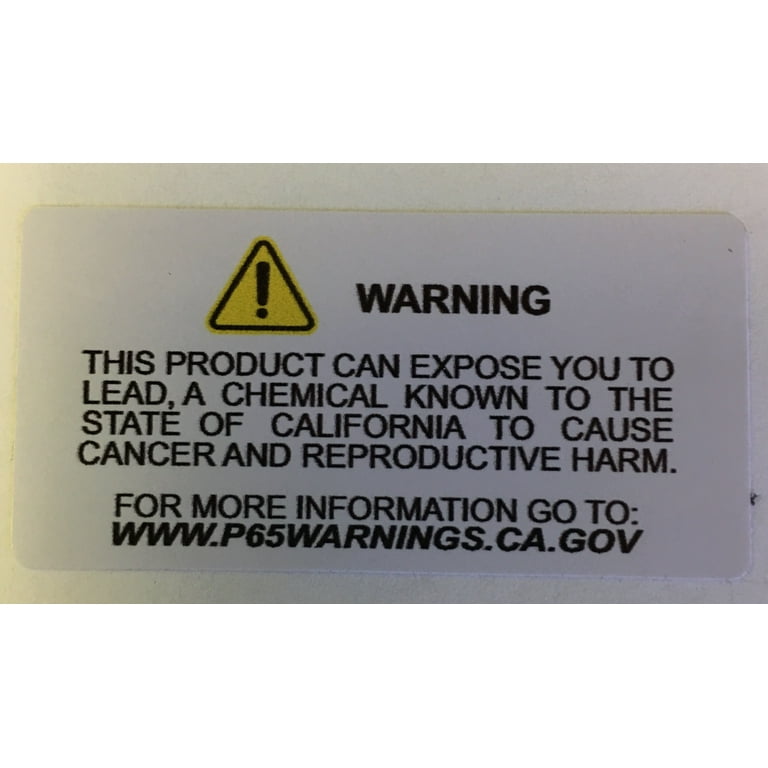 WARNING
THIS PRODUCT CAN EXPOSE YOU TO
LEAD, A CHEMICAL KNOWN TO THE
STATE OF CALIFORNIA TO CAUSE
CANCER AND REPRODUCTIVE HARM.
FOR MORE INFORMATION GO TO:
WWW.P65WARNINGS.CA.GOV